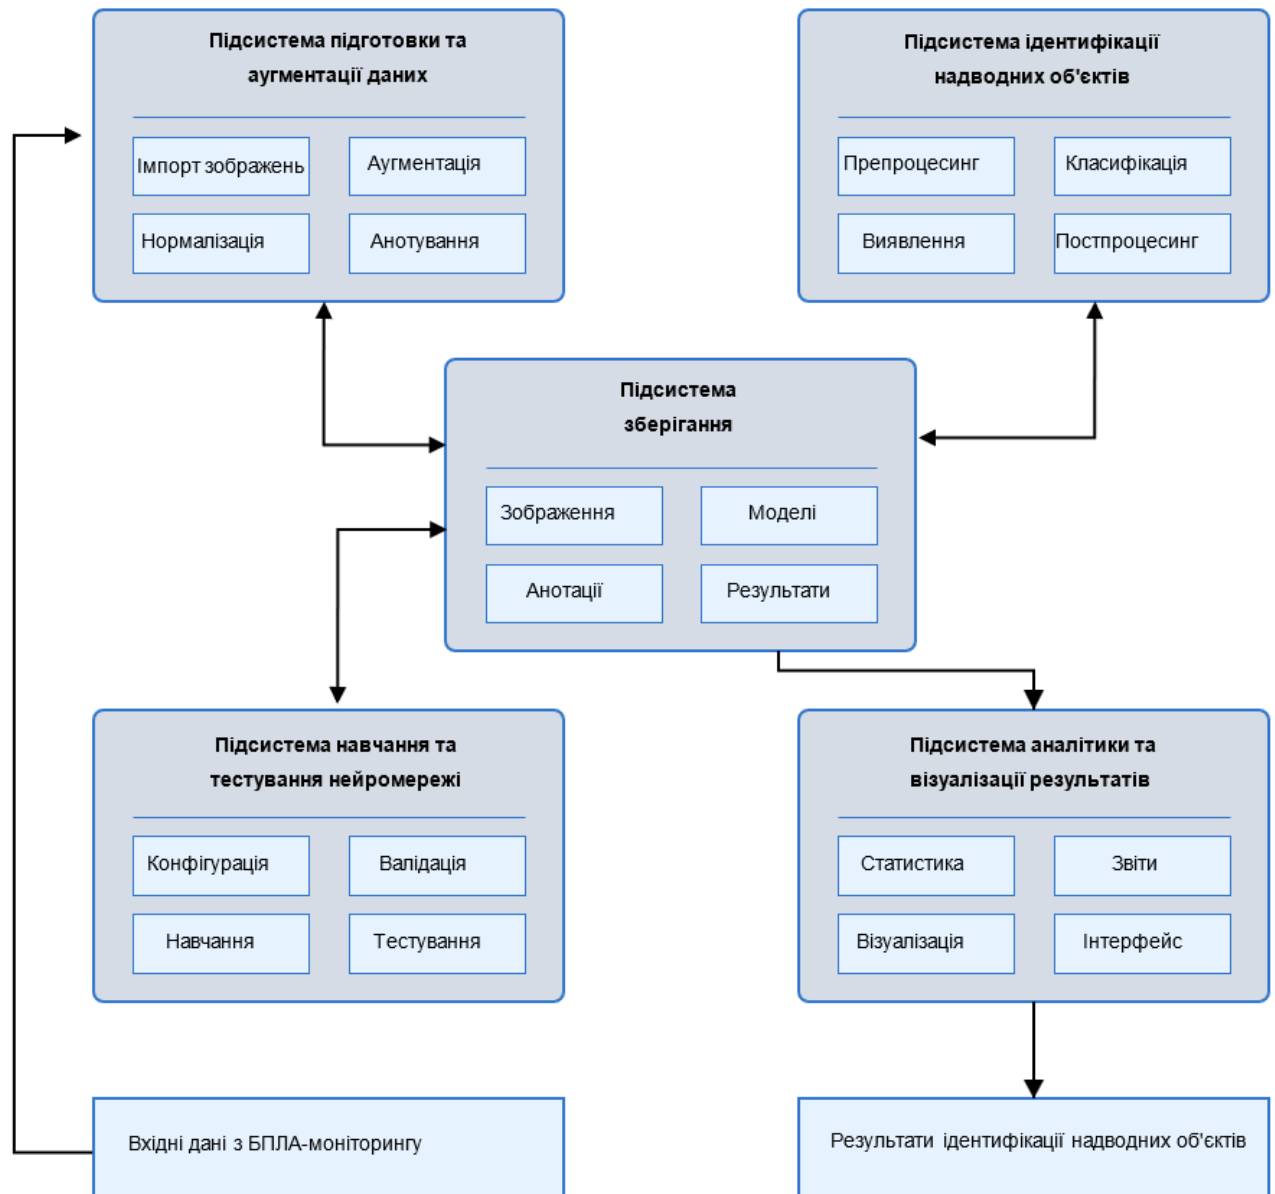 Підсистема підготовки та
аугментації даних
Імпорт зображень
Аугментація
Нормалізація
Анотування
Підсистема ідентифікації
надводних об'єктів
Препроцесинг
Класифікація
Виявлення
Постпроцесинг
Підсистема
зберігання
Зображення
Моделі
Анотації
Результати
Підсистема навчання та
тестування нейромережі
Конфігурація
Валідація
Навчання
Тестування
Підсистема аналітики та
візуалізації результатів
Статистика
Звіти
Візуалізація
Інтерфейс
Вхідні дані з БПЛА-моніторингу
Результати ідентифікації надводних об'єктів